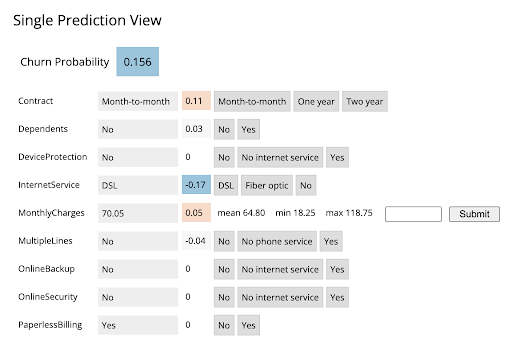 Single Prediction View
Churn Probability 0.156
Contract Month-to-month 0.11 Month-to-month One year Two year
Dependents No 0.03 No Yes
DeviceProtection No 0 No No internet service Yes
InternetService DSL -0.17 DSL Fiber optic No
MonthlyCharges 70.05 0.05 mean 64.80 min 18.25 max 118.75 Submit
MultipleLines No -0.04 No No phone service Yes
OnlineBackup No 0 No No internet service Yes
OnlineSecurity No 0 No No internet service Yes
PaperlessBilling Yes 0 No Yes